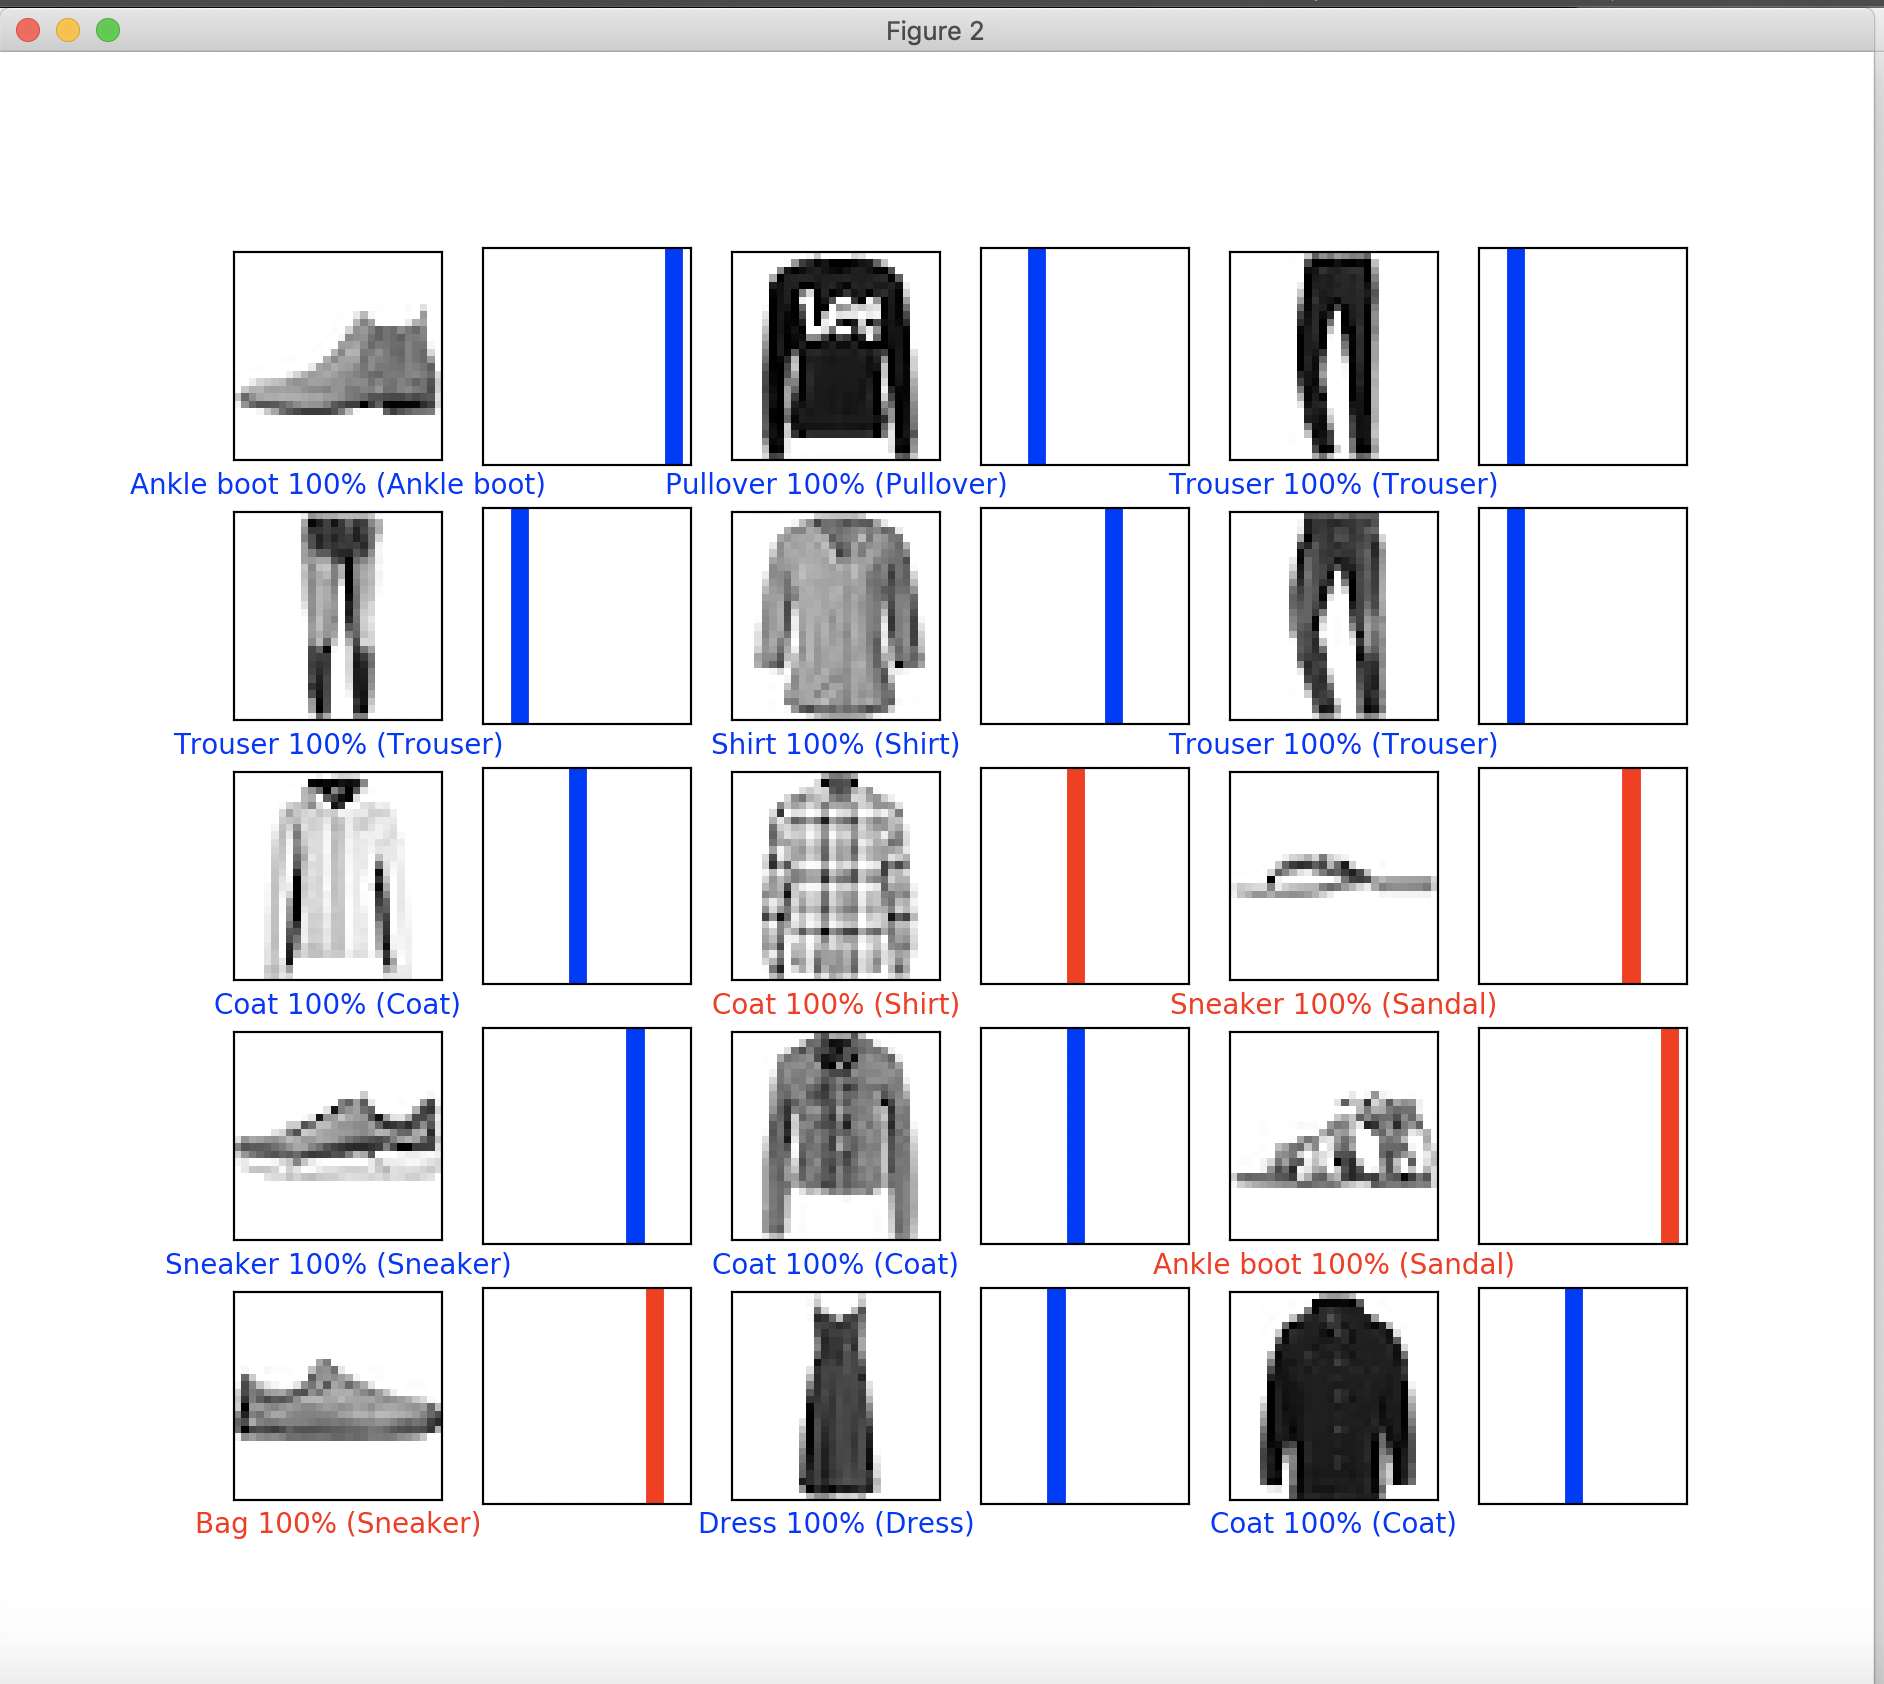 Figure 2
Ankle boot 100% (Ankle boot)
Pullover 100% (Pullover)
Trouser 100% (Trouser)
Trouser 100% (Trouser)
Shirt 100% (Shirt)
Trouser 100% (Trouser)
Coat 100% (Coat)
Coat 100% (Shirt)
Sneaker 100% (Sandal)
Sneaker 100% (Sneaker)
Coat 100% (Coat)
Ankle boot 100% (Sandal)
Bag 100% (Sneaker)
Dress 100% (Dress)
Coat 100% (Coat)